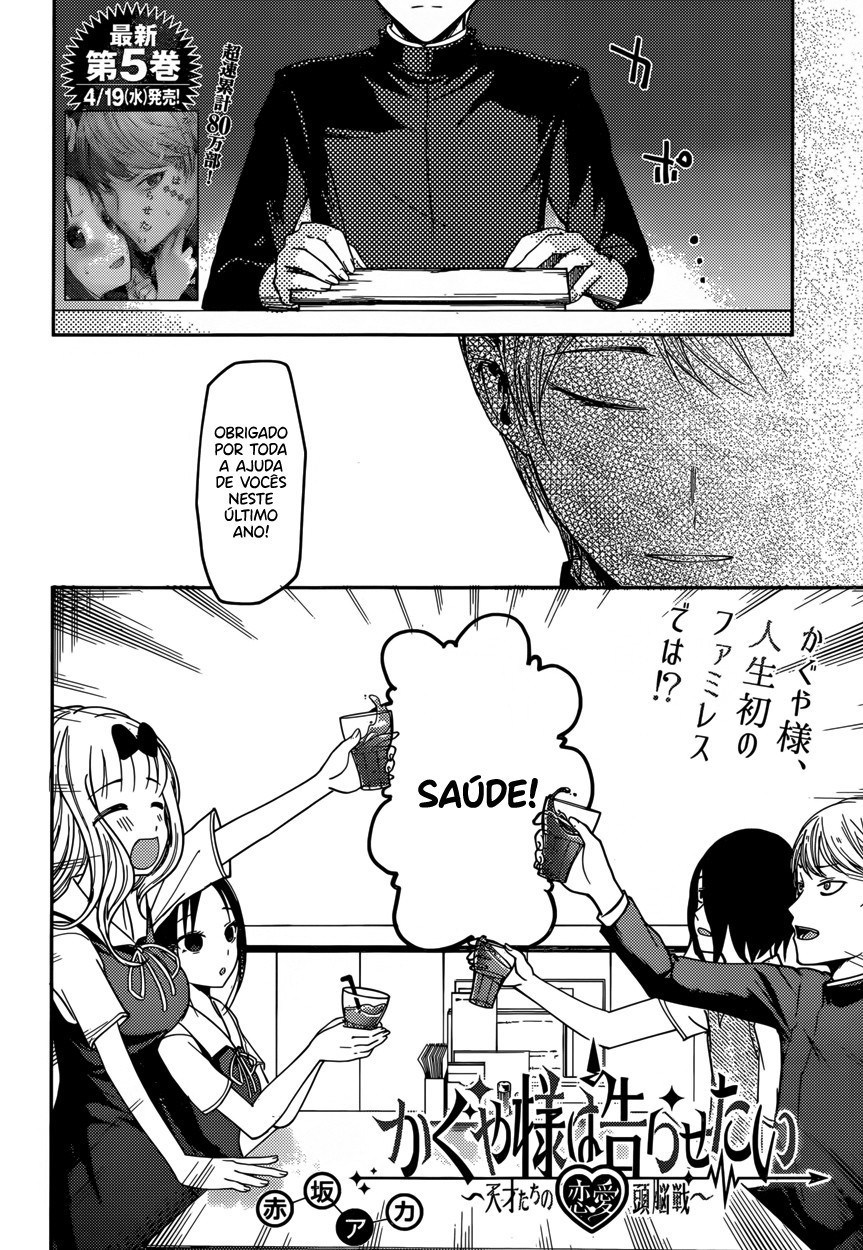 最新
第5巻
4/19(水)発売!
超速累計80万部!
カ
ポ
OBRIGADO
POR TODA
A AJUDA
DE VOCÊS
NESTE
ÚLTIMO
ANO!
かぐや様、
人生初の
ファミレス
では!?
SAÚDE!
かぐや様は告らせたい
~天才たちの恋愛頭脳戦~
赤坂アカ